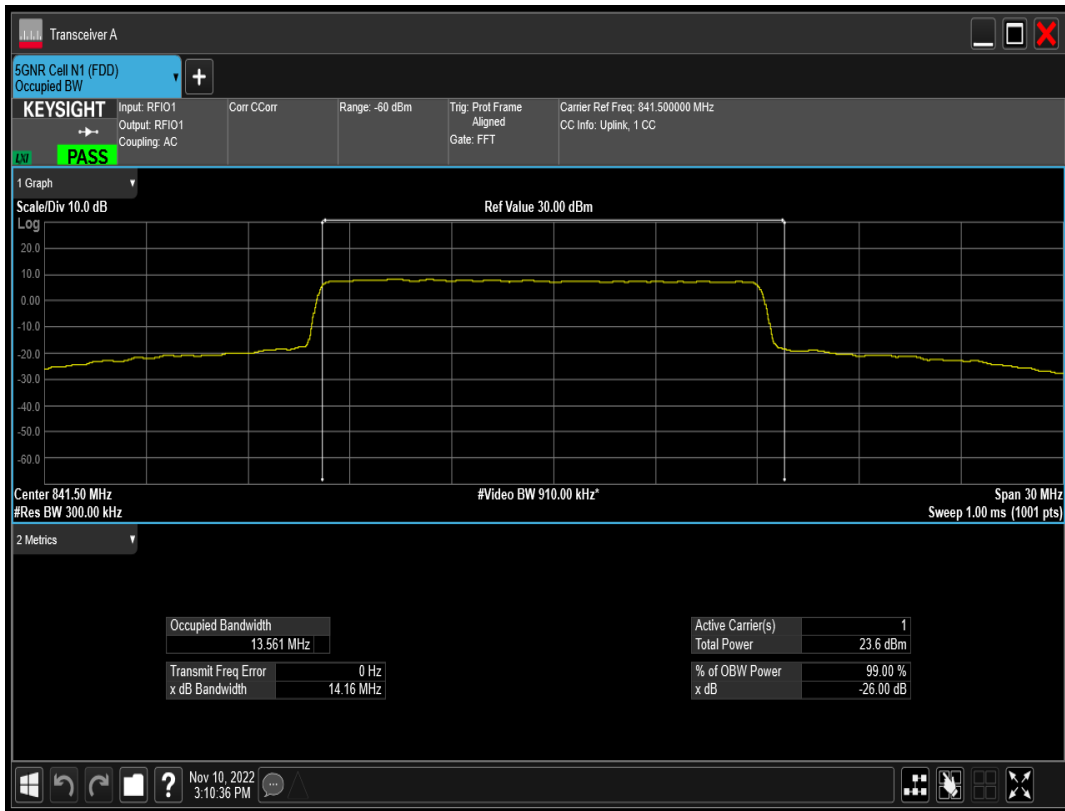 Transceiver A
5GNR Cell N1 (FDD)
Occupied BW
+
KEYSIGHT
LXI
PASS
Input: RFIO1
Output: RFIO1
Coupling: AC
Corr CCorr
Range: -60 dBm
Trig: Prot Frame
Aligned
Gate: FFT
Carrier Ref Freq: 841.500000 MHz
CC Info: Uplink, 1 CC
1 Graph
Scale/Div 10.0 dB
Ref Value 30.00 dBm
Log
20.0
10.0
0.00
-10.0
-20.0
-30.0
-40.0
-50.0
-60.0
Center 841.50 MHz
#Video BW 910.00 kHz*
Span 30 MHz
#Res BW 300.00 kHz
Sweep 1.00 ms (1001 pts)
2 Metrics
Occupied Bandwidth
13.561 MHz
Transmit Freq Error 0 Hz
x dB Bandwidth 14.16 MHz
Active Carrier(s) 1
Total Power 23.6 dBm
% of OBW Power 99.00 %
x dB -26.00 dB
?
Nov 10, 2022
3:10:36 PM